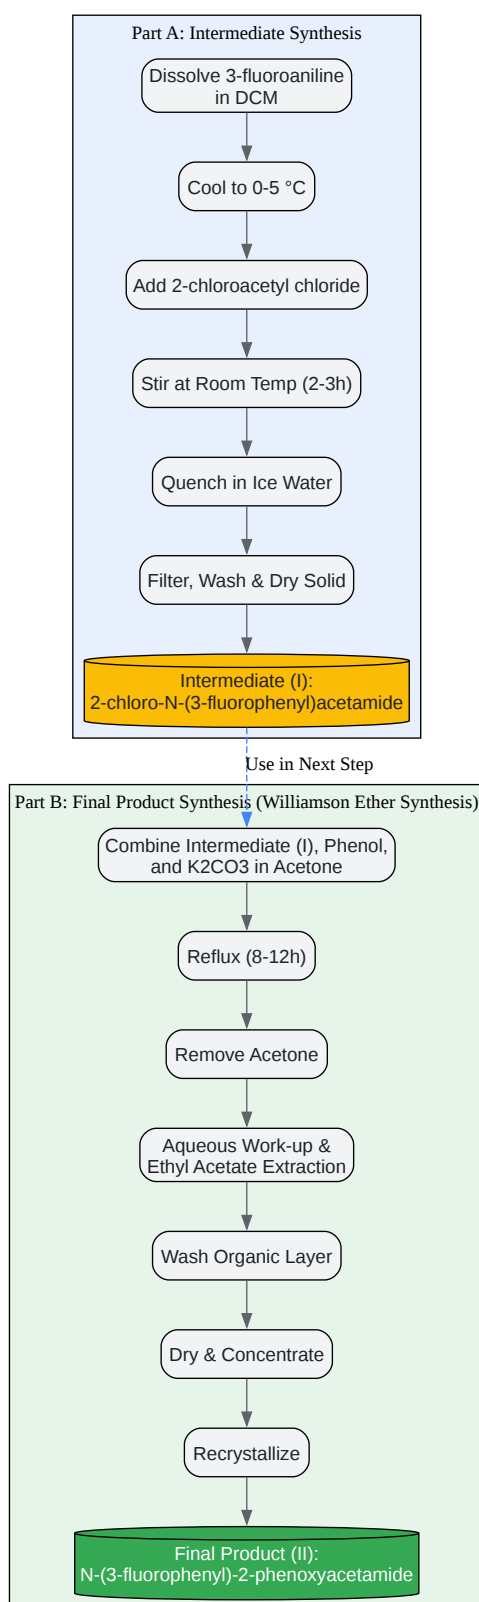 Part A: Intermediate Synthesis
Dissolve 3-fluoroaniline
in DCM
Cool to 0-5 °C
Add 2-chloroacetyl chloride
Stir at Room Temp (2-3h)
Quench in Ice Water
Filter, Wash & Dry Solid
Intermediate (I):
2-chloro-N-(3-fluorophenyl)acetamide
Use in Next Step
Part B: Final Product Synthesis (Williamson Ether Synthesis)
Combine Intermediate (I), Phenol,
and K2CO3 in Acetone
Reflux (8-12h)
Remove Acetone
Aqueous Work-up &
Ethyl Acetate Extraction
Wash Organic Layer
Dry & Concentrate
Recrystallize
Final Product (II):
N-(3-fluorophenyl)-2-phenoxyacetamide